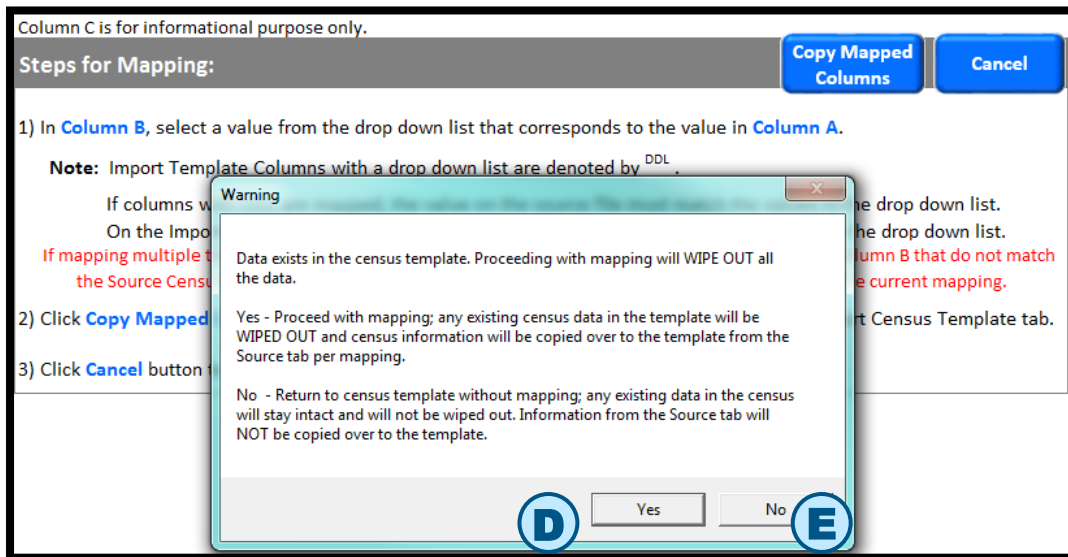 Column C is for informational purpose only.
Steps for Mapping:
Copy Mapped
Columns
Cancel
1) In Column B, select a value from the drop down list that corresponds to the value in Column A.
Note: Import Template Columns with a drop down list are denoted by DDL.
If columns w he drop down list.
On the Impo he drop down list.
If mapping multiple t lumn B that do not match
the Source Censu e current mapping.
2) Click Copy Mapped rt Census Template tab.
3) Click Cancel button t
Warning
Data exists in the census template. Proceeding with mapping will WIPE OUT all
the data.
Yes - Proceed with mapping; any existing census data in the template will be
WIPED OUT and census information will be copied over to the template from the
Source tab per mapping.
No - Return to census template without mapping; any existing data in the census
will stay intact and will not be wiped out. Information from the Source tab will
NOT be copied over to the template.
D
Yes
No
E